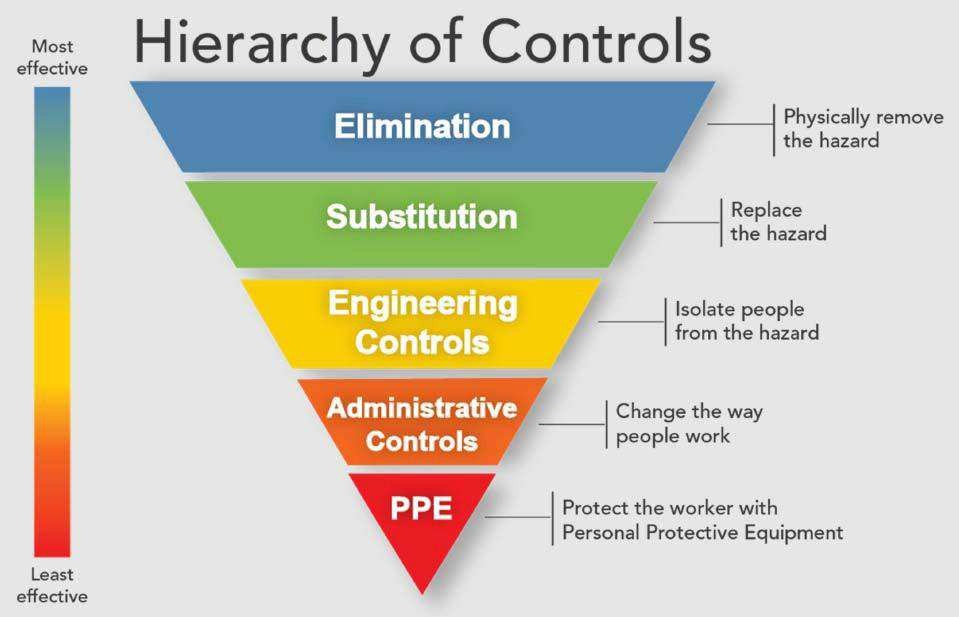 Hierarchy of Controls
Most
effective
Elimination
Physically remove
the hazard
Substitution
Replace
the hazard
Engineering
Controls
Isolate people
from the hazard
Administrative
Controls
Change the way
people work
PPE
Protect the worker with
Personal Protective Equipment
Least
effective